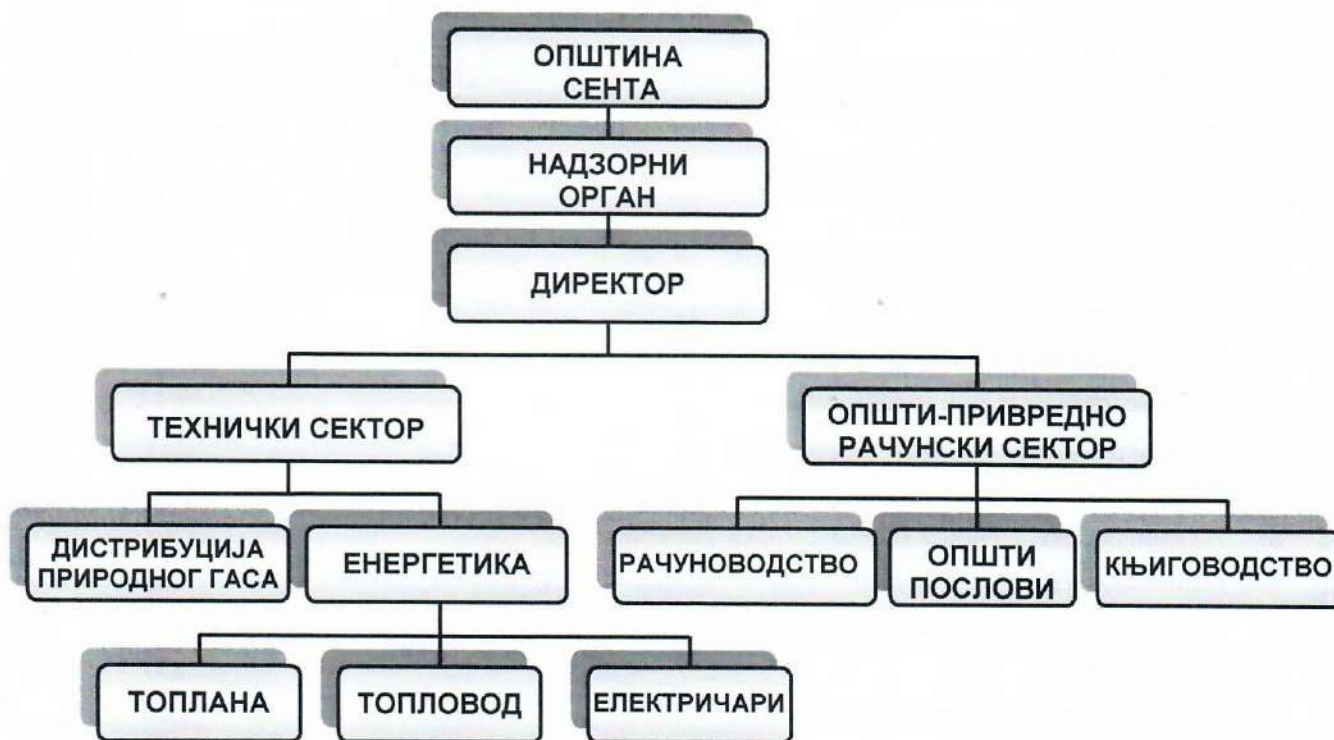 ОПШТИНА
СЕНТА
НАДЗОРНИ
ОРГАН
ДИРЕКТОР
ТЕХНИЧКИ СЕКТОР
ОПШТИ-ПРИВРЕДНО
РАЧУНСКИ СЕКТОР
ДИСТРИБУЦИЈА
ПРИРОДНОГ ГАСА
ЕНЕРГЕТИКА
РАЧУНОВОДСТВО
ОПШТИ
ПОСЛОВИ
КЊИГОВОДСТВО
ТОПЛАНА
ТОПЛОВОД
ЕЛЕКТРИЧАРИ